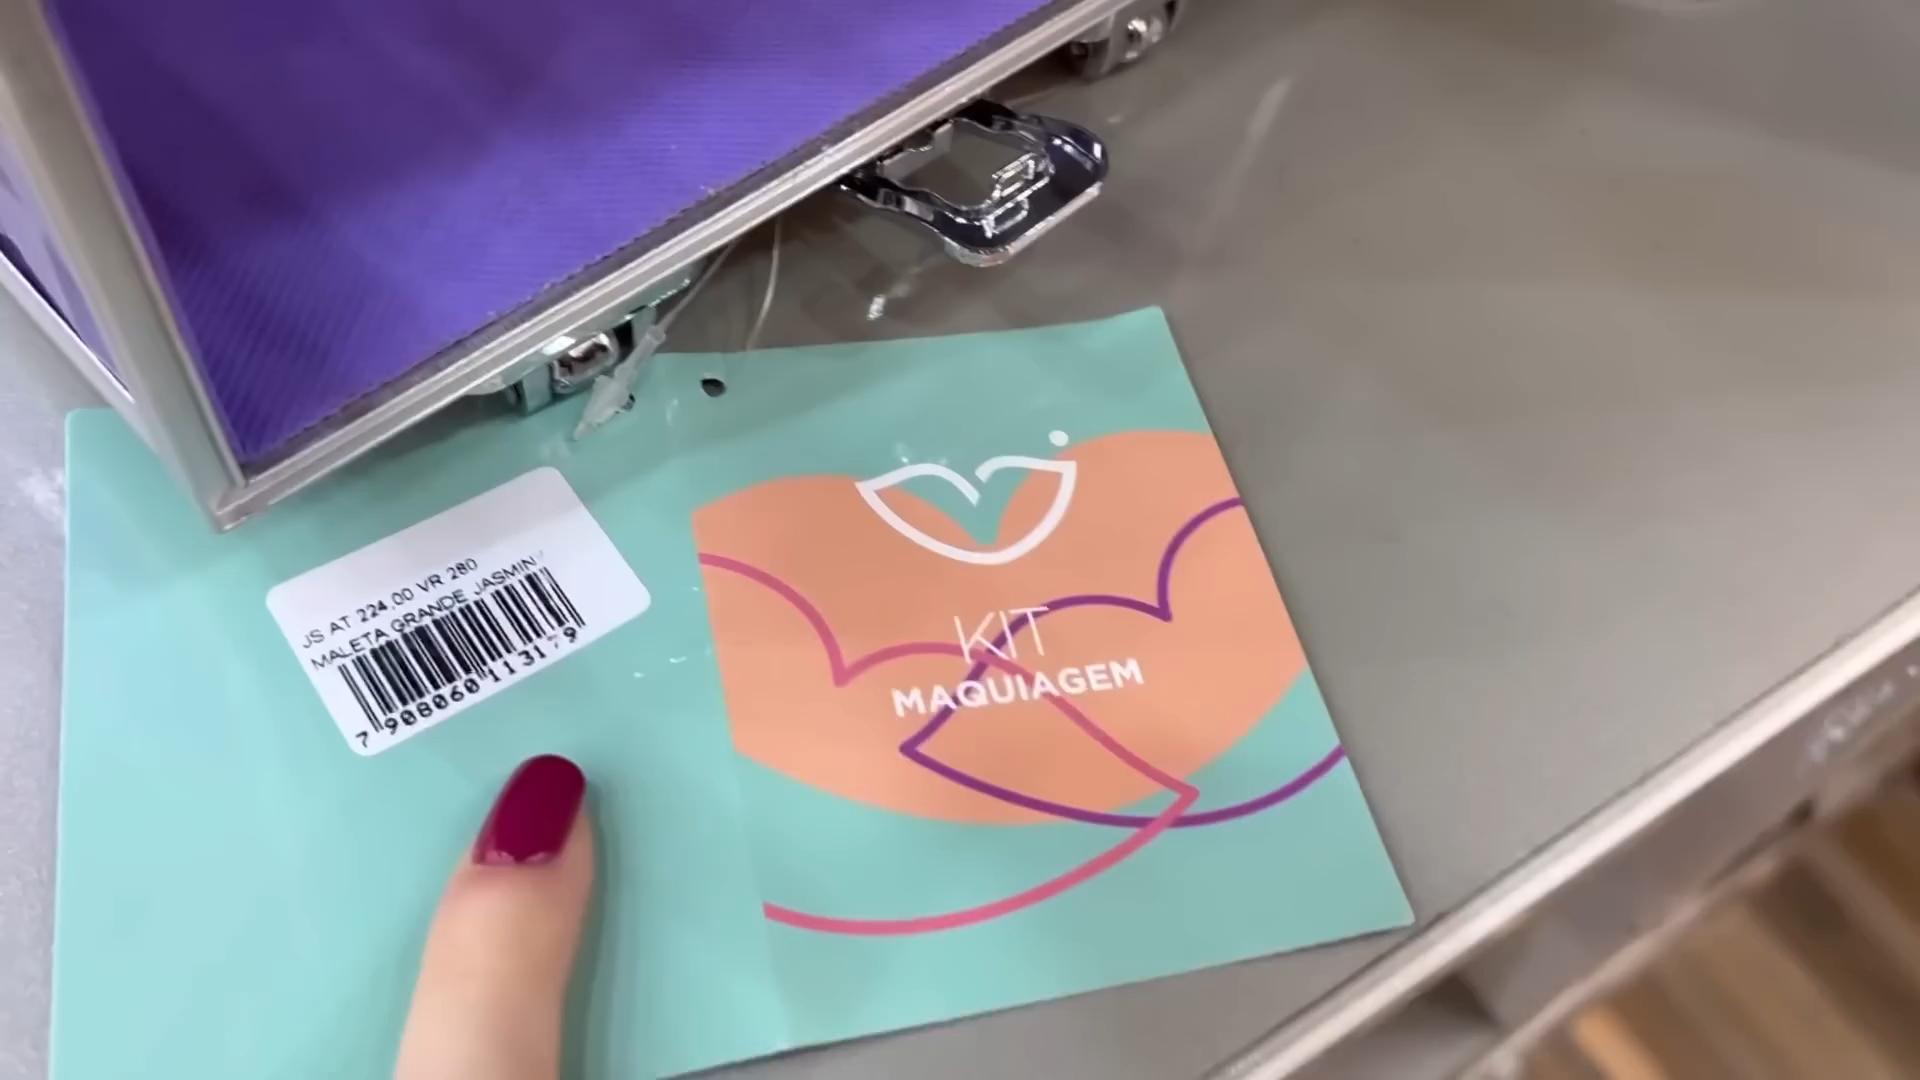 JS AT 224,00 VR 280
MALETA GRANDE JASMIN
7 908060 113179
KIT
MAQUIAGEM